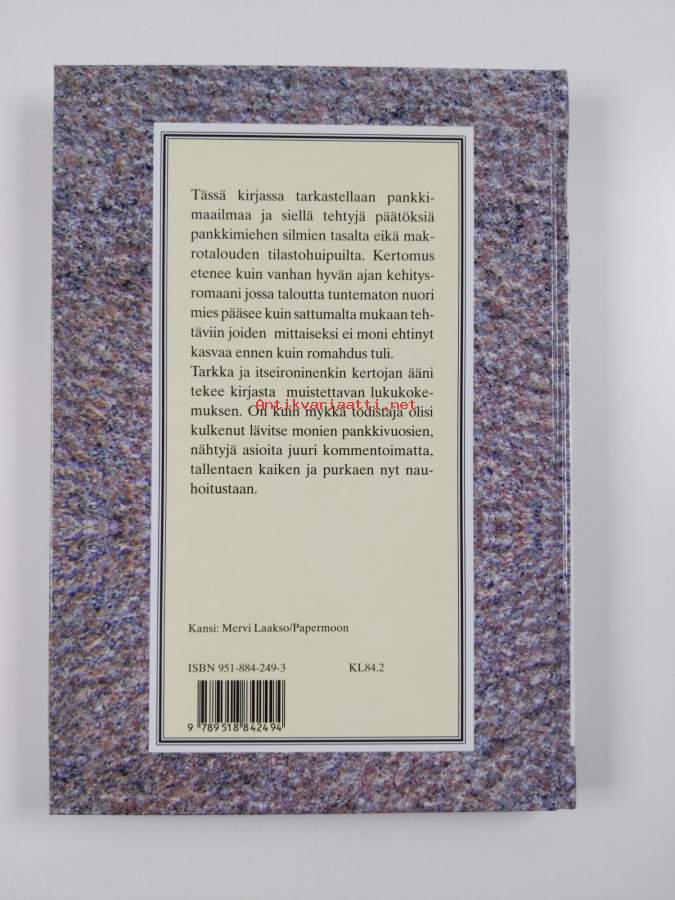 Tässä kirjassa tarkastellaan pankki-
maailmaa ja siellä tehtyjä päätöksiä
pankkimiehen silmien tasalta eikä mak-
rotalouden tilastohuipuilta. Kertomus
etenee kuin vanhan hyvän ajan kehitys-
romaani jossa taloutta tuntematon nuori
mies pääsee kuin sattumalta mukaan teh-
täviin joiden mittaiseksi ei moni ehtinyt
kasvaa ennen kuin romahdus tuli.
Tarkka ja itseironinenkin kertojan ääni
tekee kirjasta muistettavan lukukoke-
Antikvariaatti.net
muksen. On kuin mykkä todistaja olisi
kulkenut lävitse monien pankkivuosien,
nähtyjä asioita juuri kommentoimatta,
tallentaen kaiken ja purkaen nyt nau-
hoitustaan.
Kansi: Mervi Laakso/Papermoon
ISBN 951-884-249-3 KL84.2
9 789518 842494